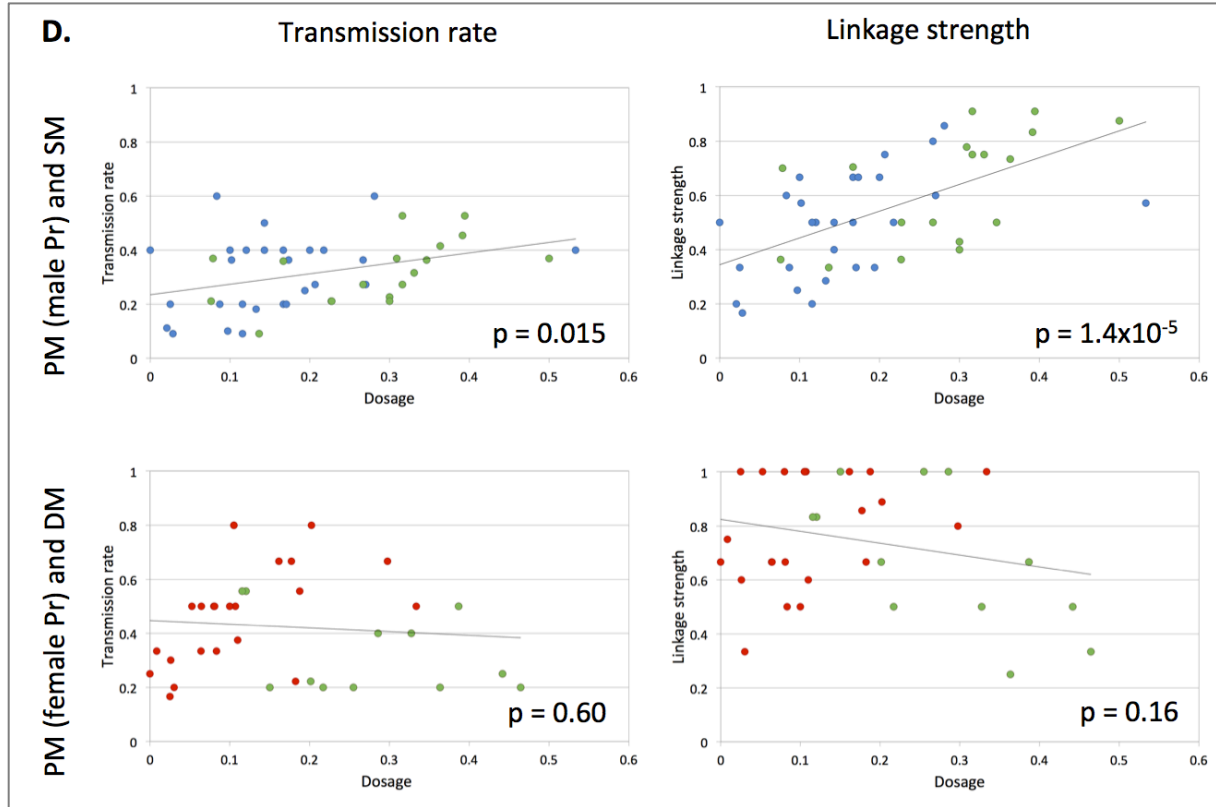 D.
Transmission rate
Linkage strength
PM (male Pr) and SM
Transmission rate
1
0.8
0.6
0.4
0.2
0
0 0.1 0.2 0.3 0.4 0.5 0.6
Dosage
p = 0.015
Linkage strength
1
0.8
0.6
0.4
0.2
0
0 0.1 0.2 0.3 0.4 0.5 0.6
Dosage
p = 1.4x10⁻⁵
PM (female Pr) and DM
Transmission rate
1
0.8
0.6
0.4
0.2
0
0 0.1 0.2 0.3 0.4 0.5 0.6
Dosage
p = 0.60
Linkage strength
1
0.8
0.6
0.4
0.2
0
0 0.1 0.2 0.3 0.4 0.5 0.6
Dosage
p = 0.16